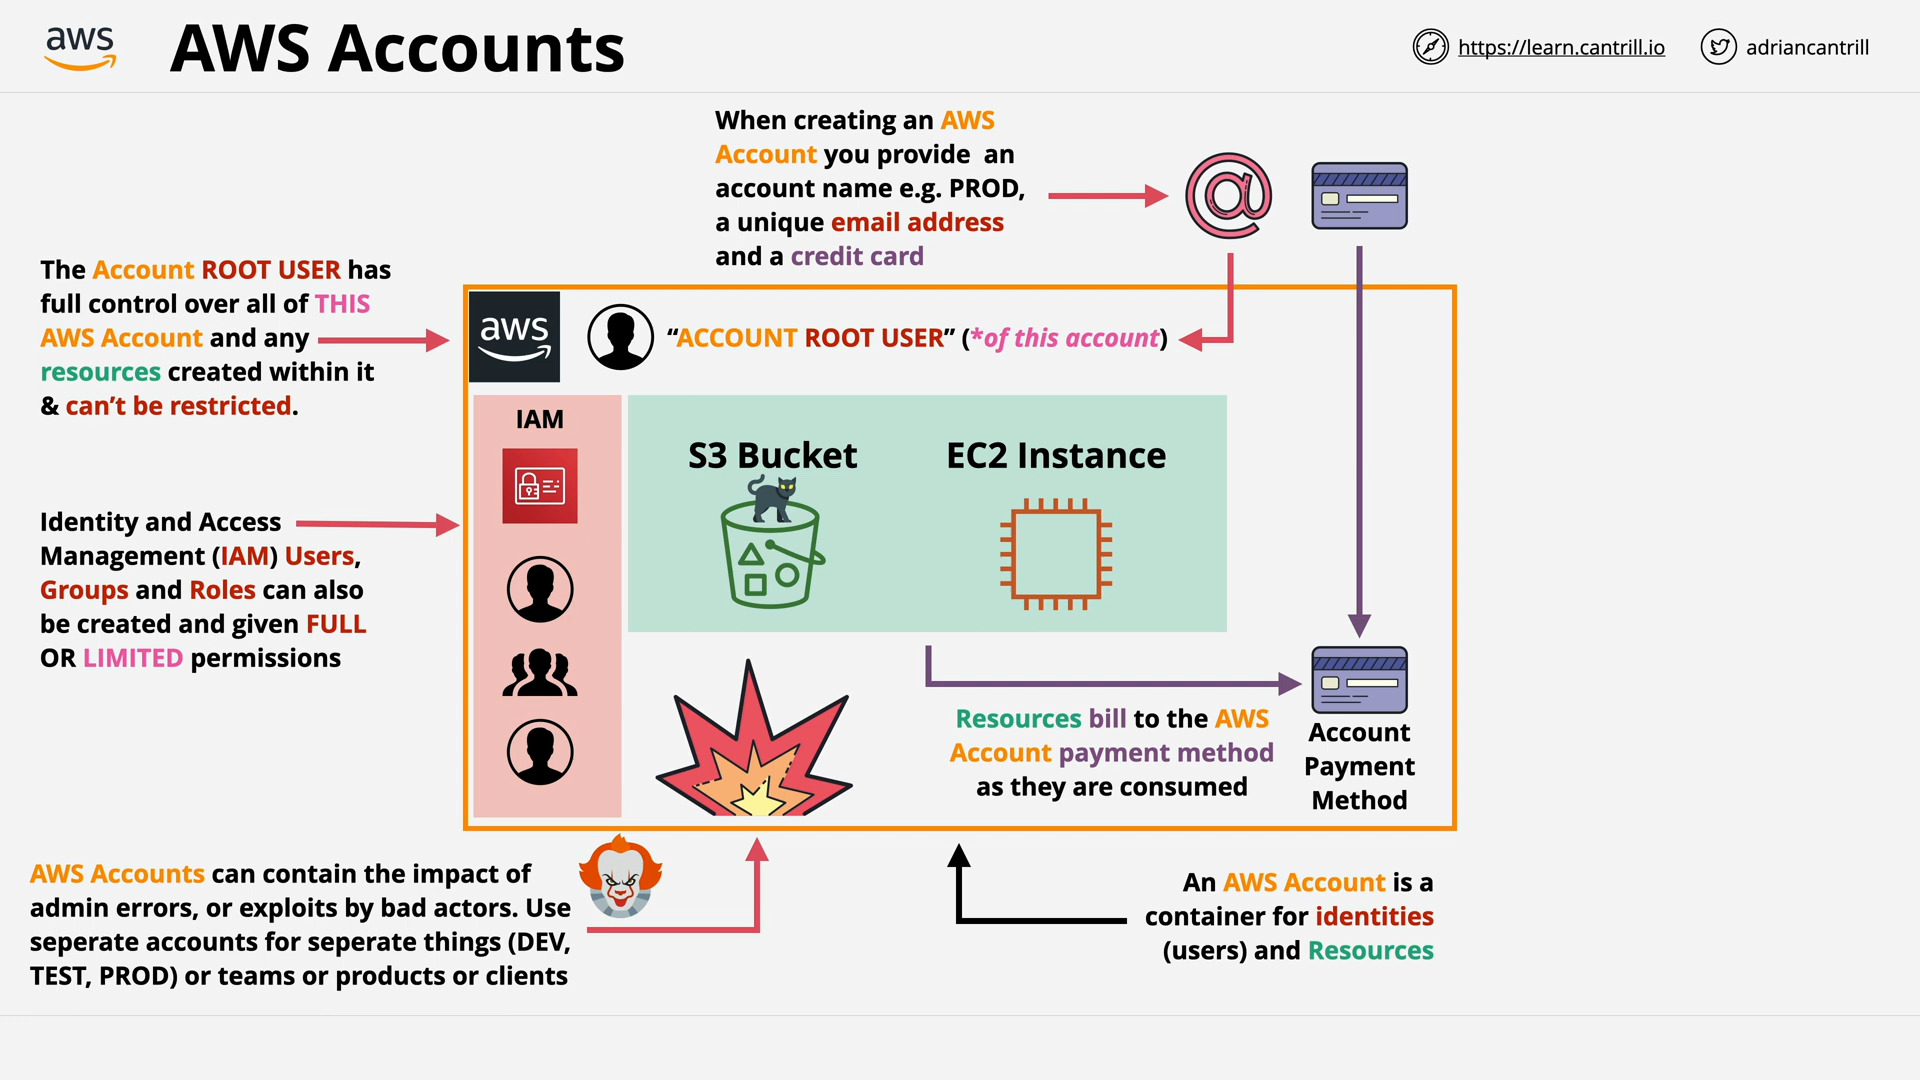 aws
AWS Accounts
https://learn.cantrill.io
adriancantrill
When creating an AWS
Account you provide an
account name e.g. PROD,
a unique email address
and a credit card
The Account ROOT USER has
full control over all of THIS
AWS Account and any
resources created within it
& can't be restricted.
aws
“ACCOUNT ROOT USER” (*of this account)
IAM
S3 Bucket
EC2 Instance
Identity and Access
Management (IAM) Users,
Groups and Roles can also
be created and given FULL
OR LIMITED permissions
Resources bill to the AWS
Account payment method
as they are consumed
Account
Payment
Method
AWS Accounts can contain the impact of
admin errors, or exploits by bad actors. Use
seperate accounts for seperate things (DEV,
TEST, PROD) or teams or products or clients
An AWS Account is a
container for identities
(users) and Resources